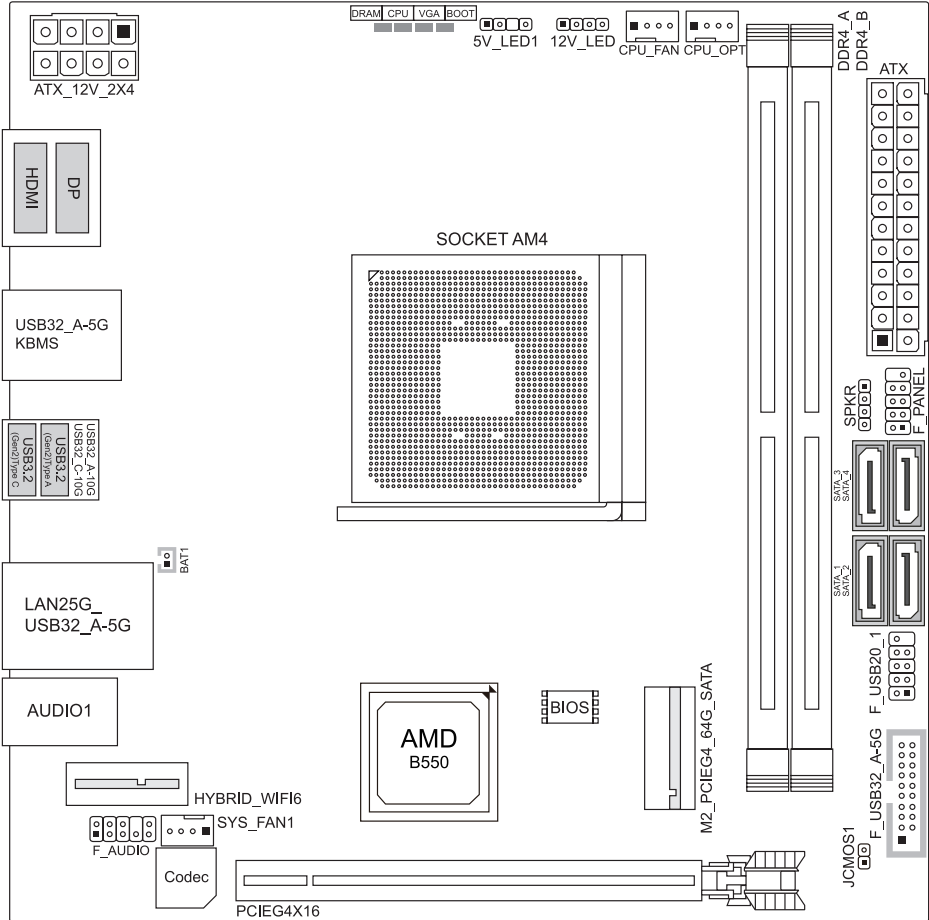 DRAM CPU VGA BOOT
5V_LED1
12V_LED
CPU_FAN
CPU_OPT
DDR4_A
DDR4_B
ATX_12V_2X4
ATX
HDMI
DP
SOCKET AM4
USB32_A-5G
KBMS
SPKR
F_PANEL
USB3.2
(Gen2)Type C
USB3.2
(Gen2)Type A
USB32_A-10G
USB32_C-10G
SATA_3
SATA_4
BAT1
SATA_1
SATA_2
LAN25G_
USB32_A-5G
F_USB20_1
AUDIO1
AMD
B550
BIOS
M2_PCIEG4_64G_SATA
F_USB32_A-5G
HYBRID_WIFI6
SYS_FAN1
F_AUDIO
JCMOS1
Codec
PCIEG4X16